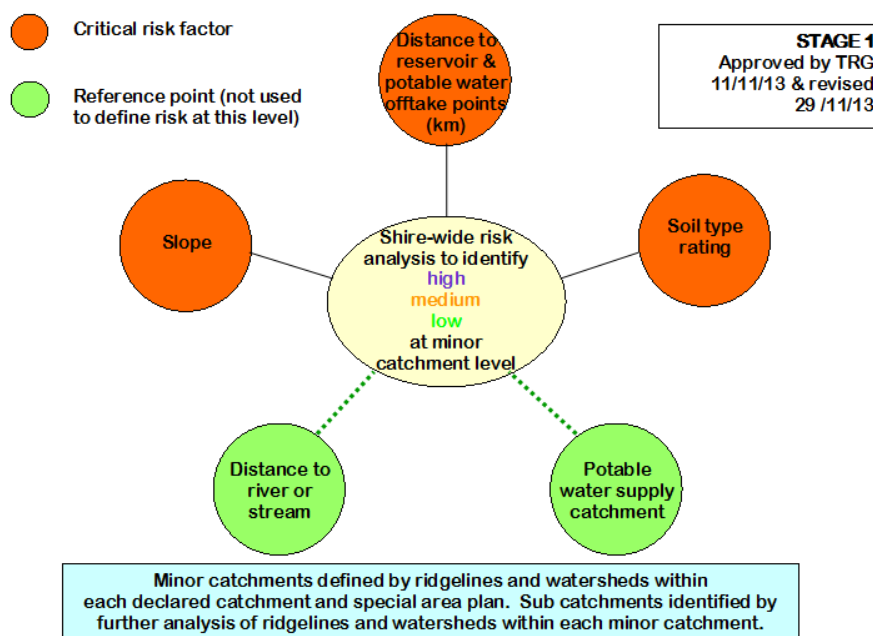 Critical risk factor
Reference point (not used
to define risk at this level)
Distance to
reservoir &
potable water
offtake points
(km)
STAGE 1
Approved by TRG
11/11/13 & revised
29 /11/13
Slope
Shire-wide risk
analysis to identify
high
medium
low
at minor
catchment level
Soil type
rating
Distance to
river or
stream
Potable
water supply
catchment
Minor catchments defined by ridgelines and watersheds within
each declared catchment and special area plan.  Sub catchments identified by
further analysis of ridgelines and watersheds within each minor catchment.